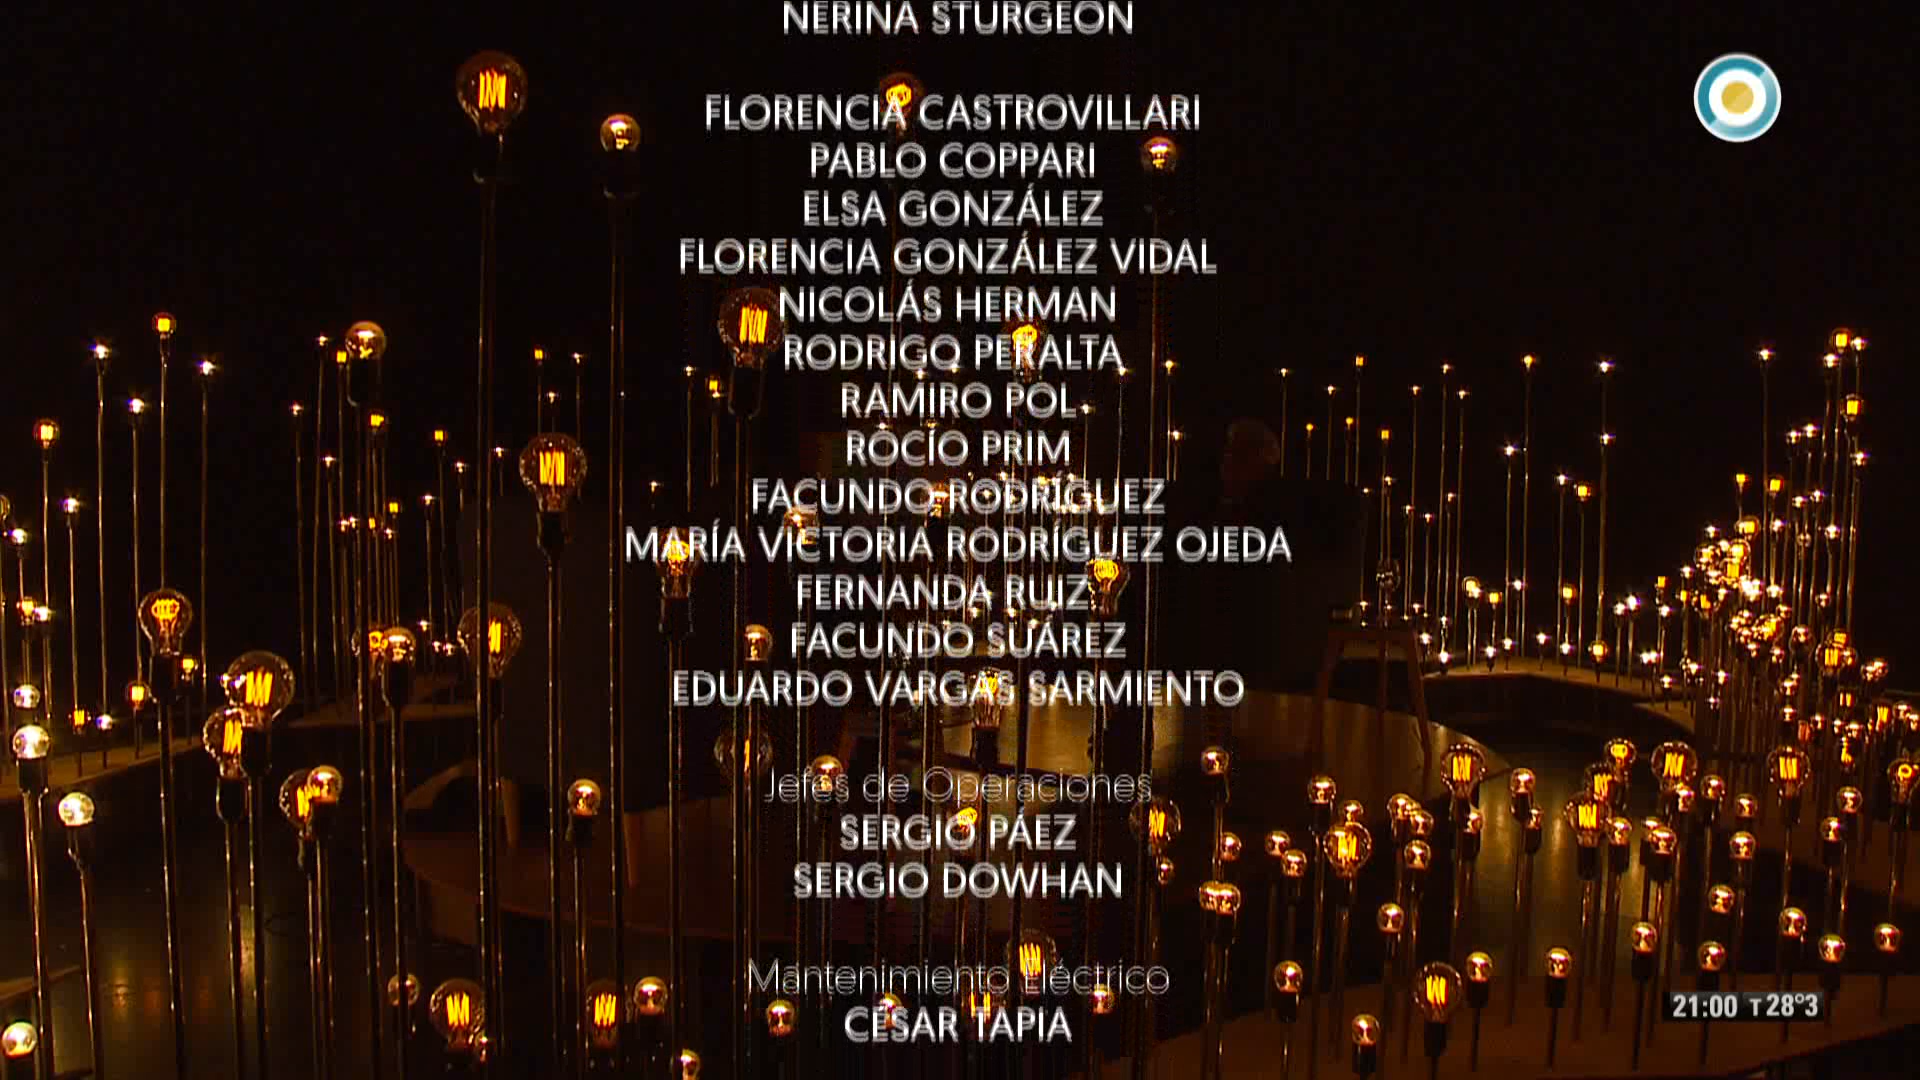 NERINA STURGEON
FLORENCIA CASTROVILLARI
PABLO COPPARI
ELSA GONZÁLEZ
FLORENCIA GONZÁLEZ VIDAL
NICOLÁS HERMAN
RODRIGO PERALTA
RAMIRO POL
ROCÍO PRIM
FACUNDO RODRÍGUEZ
MARÍA VICTORIA RODRÍGUEZ OJEDA
FERNANDA RUIZ
FACUNDO SUÁREZ
EDUARDO VARGAS SARMIENTO
Jefes de Operaciones
SERGIO PÁEZ
SERGIO DOWHAN
Mantenimiento Eléctrico
CÉSAR TAPIA
21:00 T 28°3